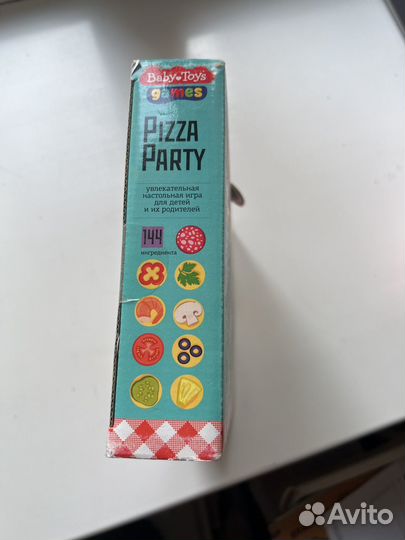 Baby Toys
games
PIZZA
PARTY
увлекательная
настольная игра
для детей
и их родителей
144
ингредиента
Avito